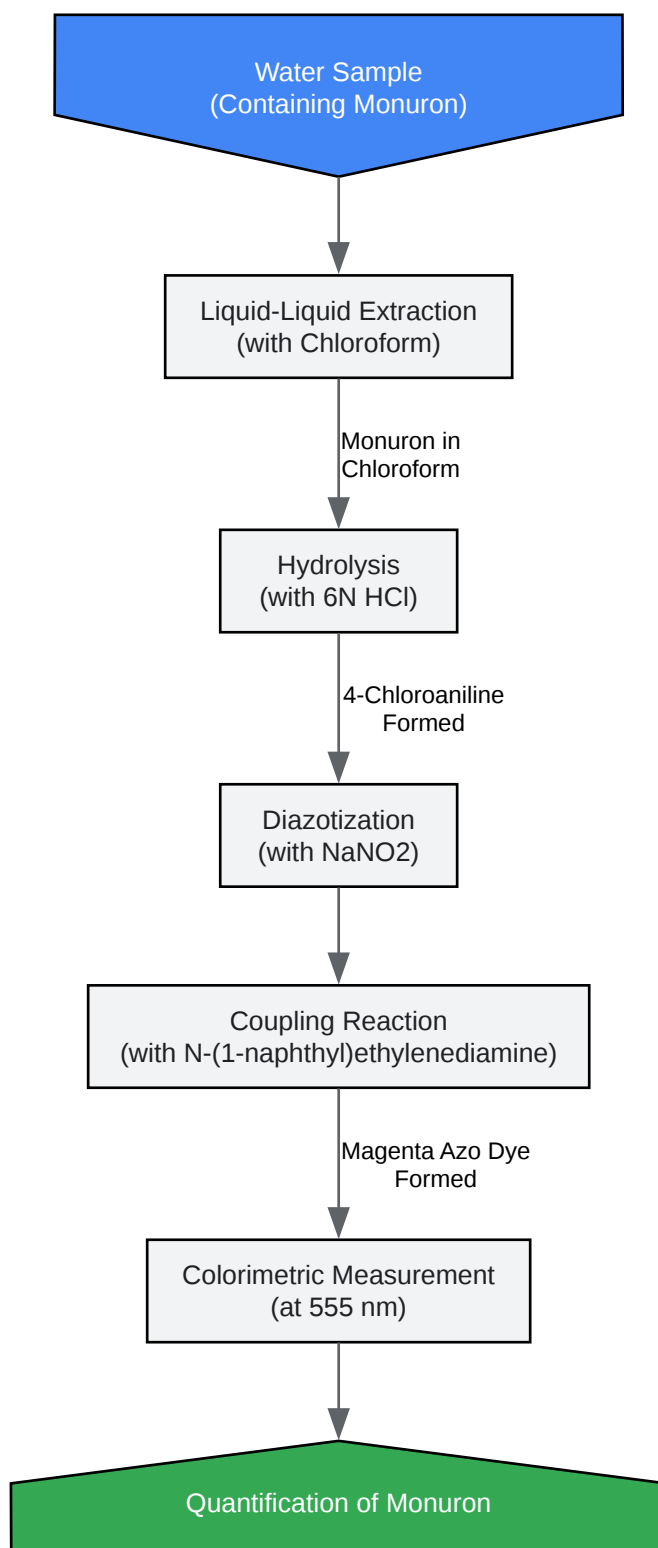 Water Sample
(Containing Monuron)
Liquid-Liquid Extraction
(with Chloroform)
Monuron in
Chloroform
Hydrolysis
(with 6N HCl)
4-Chloroaniline
Formed
Diazotization
(with NaNO2)
Coupling Reaction
(with N-(1-naphthyl)ethylenediamine)
Magenta Azo Dye
Formed
Colorimetric Measurement
(at 555 nm)
Quantification of Monuron